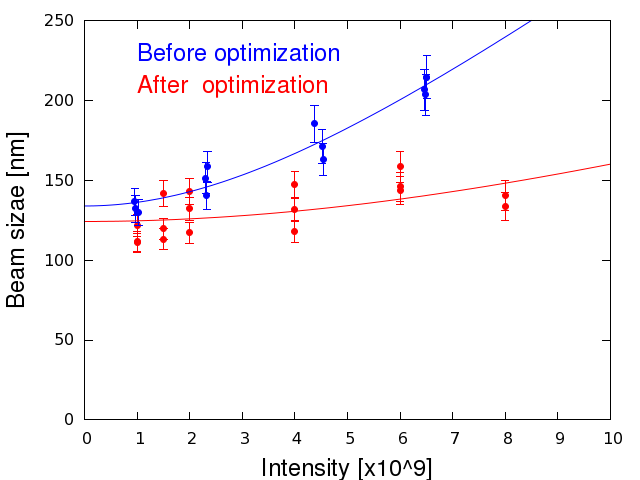 250
Before optimization
After  optimization
200
150
100
50
0
Beam sizae [nm]
0 1 2 3 4 5 6 7 8 9 10
Intensity [x10^9]